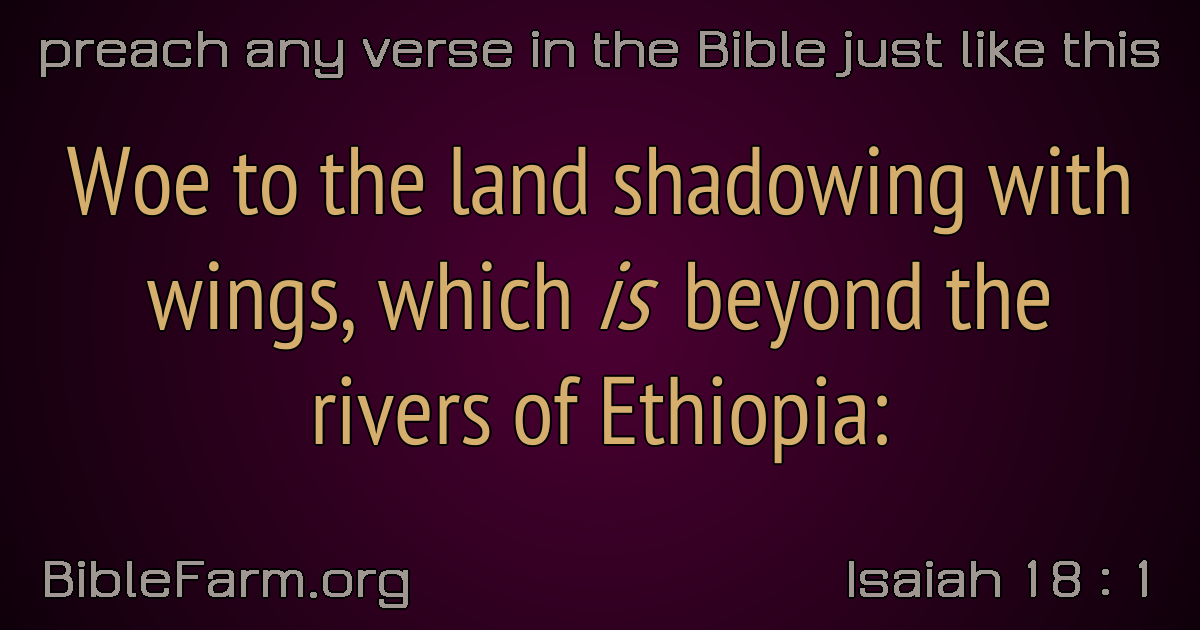 preach any verse in the Bible just like this
Woe to the land shadowing with
wings, which is beyond the
rivers of Ethiopia:
BibleFarm.org
Isaiah 18 : 1